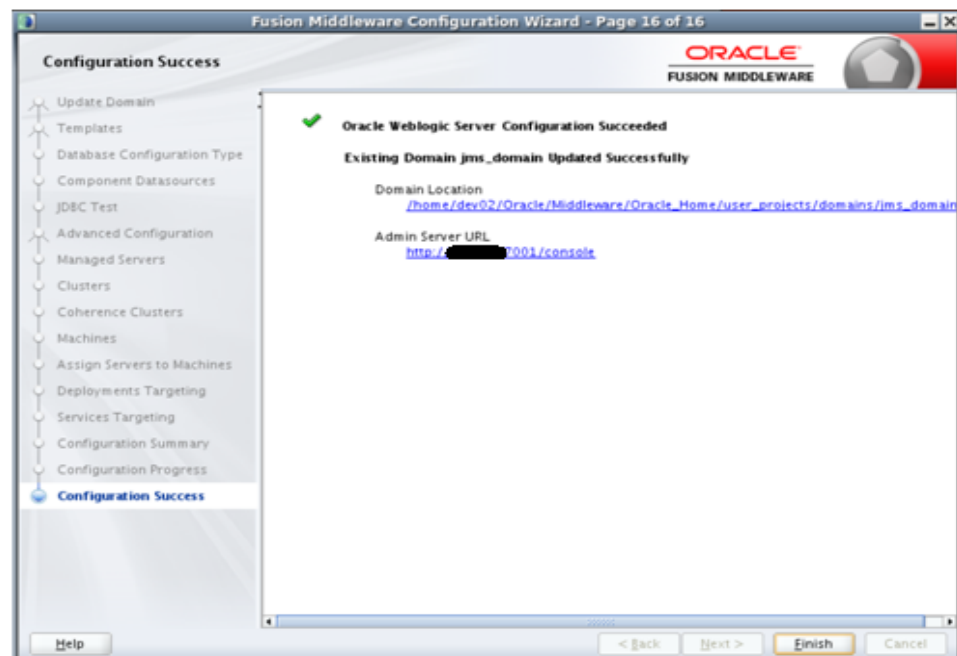 Fusion Middleware Configuration Wizard - Page 16 of 16
Configuration Success
ORACLE
FUSION MIDDLEWARE
Update Domain
Templates
Database Configuration Type
Component Datasources
JDBC Test
Advanced Configuration
Managed Servers
Clusters
Coherence Clusters
Machines
Assign Servers to Machines
Deployments Targeting
Services Targeting
Configuration Summary
Configuration Progress
Configuration Success
Oracle Weblogic Server Configuration Succeeded
Existing Domain jms_domain Updated Successfully
Domain Location
/home/dev02/Oracle/Middleware/Oracle_Home/user_projects/domains/jms_domain
Admin Server URL
http:/ 7001/console
Help
< Back
Next >
Finish
Cancel